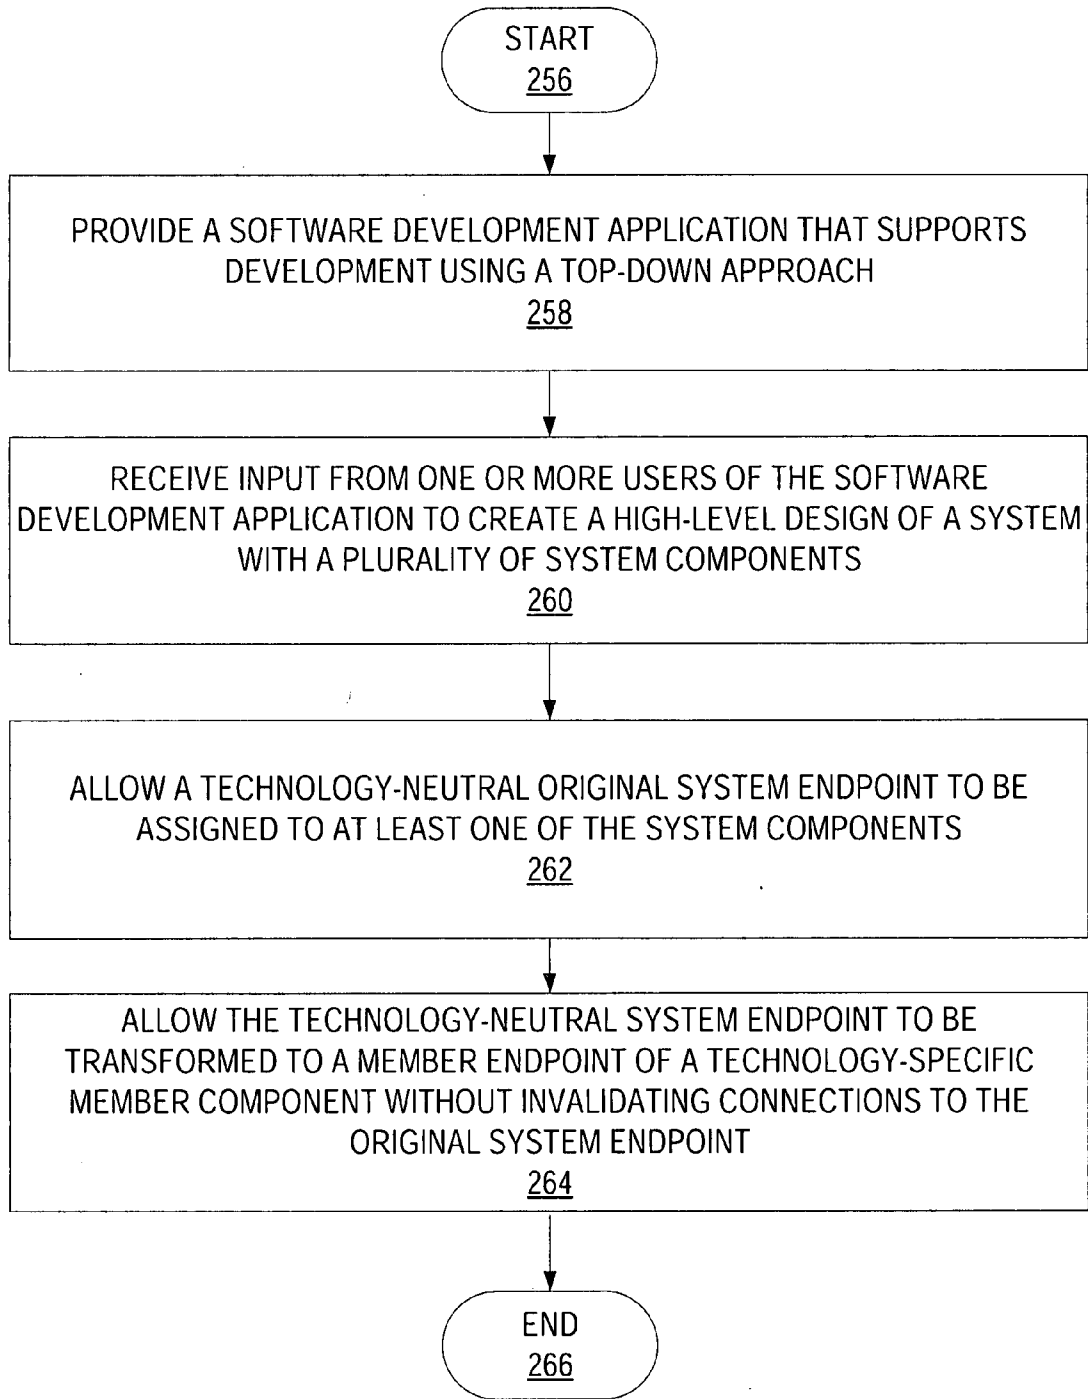 START
256
PROVIDE A SOFTWARE DEVELOPMENT APPLICATION THAT SUPPORTS
DEVELOPMENT USING A TOP-DOWN APPROACH
258
RECEIVE INPUT FROM ONE OR MORE USERS OF THE SOFTWARE
DEVELOPMENT APPLICATION TO CREATE A HIGH-LEVEL DESIGN OF A SYSTEM
WITH A PLURALITY OF SYSTEM COMPONENTS
260
ALLOW A TECHNOLOGY-NEUTRAL ORIGINAL SYSTEM ENDPOINT TO BE
ASSIGNED TO AT LEAST ONE OF THE SYSTEM COMPONENTS
262
ALLOW THE TECHNOLOGY-NEUTRAL SYSTEM ENDPOINT TO BE
TRANSFORMED TO A MEMBER ENDPOINT OF A TECHNOLOGY-SPECIFIC
MEMBER COMPONENT WITHOUT INVALIDATING CONNECTIONS TO THE
ORIGINAL SYSTEM ENDPOINT
264
END
266